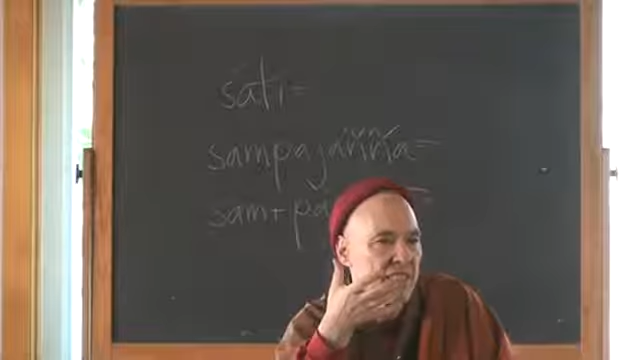 sati=
sampajañña=
sam+pa =